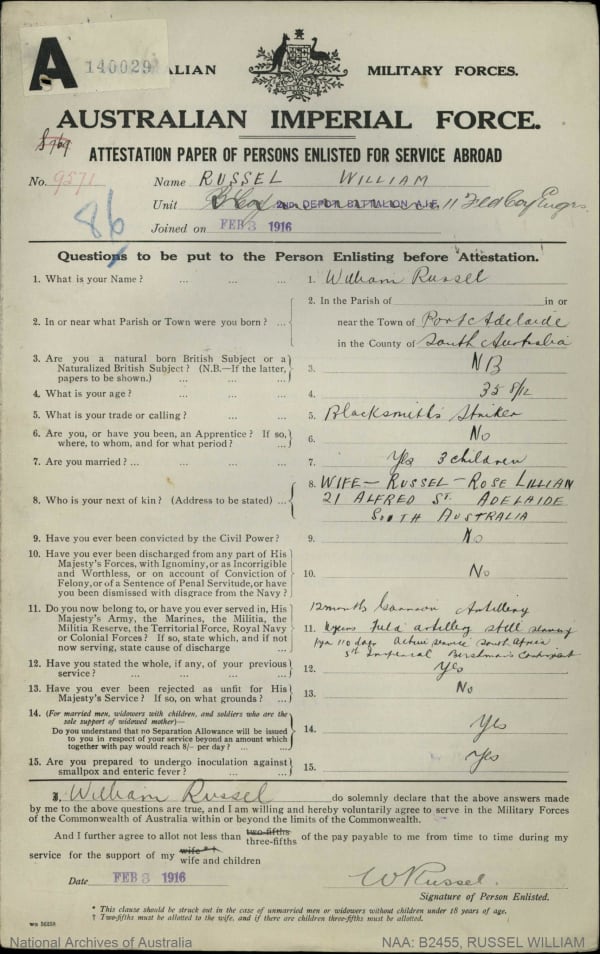 A
140029
ALIAN MILITARY FORCES.
AUSTRALIAN IMPERIAL FORCE.
ATTESTATION PAPER OF PERSONS ENLISTED FOR SERVICE ABROAD
No. 9571 Name RUSSEL WILLIAM
86
Unit B Coy 2ND DEPOT BATTALION A.I.F. 11 Fld Coy Engrs.
Joined on FEB 3 1916
Questions to be put to the Person Enlisting before Attestation.
1. What is your Name? ... ... ... 1. William Russel
2. In or near what Parish or Town were you born? ... 2. In the Parish of in or
near the Town of Port Adelaide
in the County of South Australia
3. Are you a natural born British Subject or a
Naturalized British Subject? (N.B.—If the latter,
papers to be shown.) ... ... ... 3. NB
4. What is your age? ... ... ... 4. 35 8/12
5. What is your trade or calling? ... ... 5. Blacksmith's Striker
6. Are you, or have you been, an Apprentice? If so,
where, to whom, and for what period? ... 6. No
7. Are you married? ... ... ... 7. Yes 3 children
8. Who is your next of kin? (Address to be stated) ... 8. WIFE - RUSSEL - ROSE LILLIAN
21 ALFRED ST. ADELAIDE
SOUTH AUSTRALIA
9. Have you ever been convicted by the Civil Power? 9. No
10. Have you ever been discharged from any part of His
Majesty's Forces, with Ignominy, or as Incorrigible
and Worthless, or on account of Conviction of
Felony, or of a Sentence of Penal Servitude, or have
you been dismissed with disgrace from the Navy? 10. No
11. Do you now belong to, or have you ever served in, His
Majesty's Army, the Marines, the Militia, the
Militia Reserve, the Territorial Force, Royal Navy
or Colonial Forces? If so, state which, and if not
now serving, state cause of discharge
12 months Garrison Artillery
11. years Field artillery still serving
1 yr 110 days active service South Africa
5th Imperial Bushman's Contingent
12. Have you stated the whole, if any, of your previous
service? ... ... ... ... 12. Yes
13. Have you ever been rejected as unfit for His
Majesty's Service? If so, on what grounds? ... 13. No
14. (For married men, widowers with children, and soldiers who are the
sole support of widowed mother)—
Do you understand that no Separation Allowance will be issued
to you in respect of your service beyond an amount which
together with pay would reach 8/- per day? ... ... 14. Yes
15. Are you prepared to undergo inoculation against
smallpox and enteric fever? ... ... 15. Yes
I, William Russel do solemnly declare that the above answers made
by me to the above questions are true, and I am willing and hereby voluntarily agree to serve in the Military Forces
of the Commonwealth of Australia within or beyond the limits of the Commonwealth.
And I further agree to allot not less than two-fifths three-fifths of the pay payable to me from time to time during my
service for the support of my wife* wife and children
Date FEB 3 1916 W Russel.
Signature of Person Enlisted.
* This clause should be struck out in the case of unmarried men or widowers without children under 18 years of age.
† Two-fifths must be allotted to the wife, and if there are children three-fifths must be allotted.
National Archives of Australia NAA: B2455, RUSSEL WILLIAM